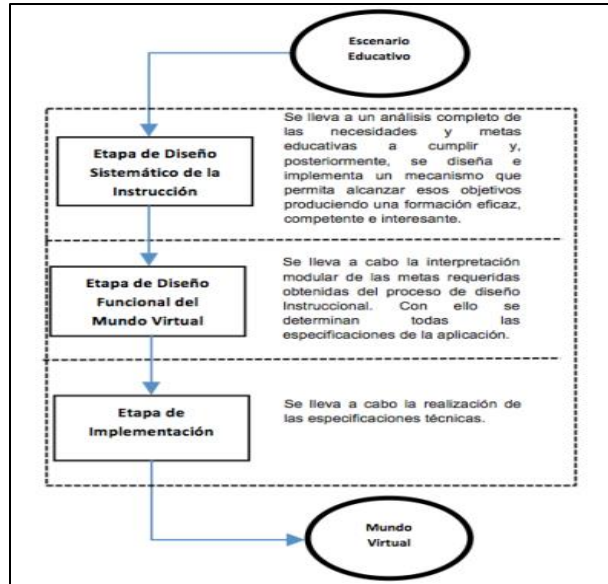 Escenario
Educativo
Se lleva a un análisis completo de
las necesidades y metas
educativas a cumplir y,
posteriormente, se diseña e
implementa un mecanismo que
permita alcanzar esos objetivos
produciendo una formación eficaz,
competente e interesante.
Etapa de Diseño
Sistemático de la
Instrucción
Se lleva a cabo la interpretación
modular de las metas requeridas
obtenidas del proceso de diseño
Instruccional. Con ello se
determinan todas las
especificaciones de la aplicación.
Etapa de Diseño
Funcional del
Mundo Virtual
Se lleva a cabo la realización de
las especificaciones técnicas.
Etapa de
Implementación
Mundo
Virtual